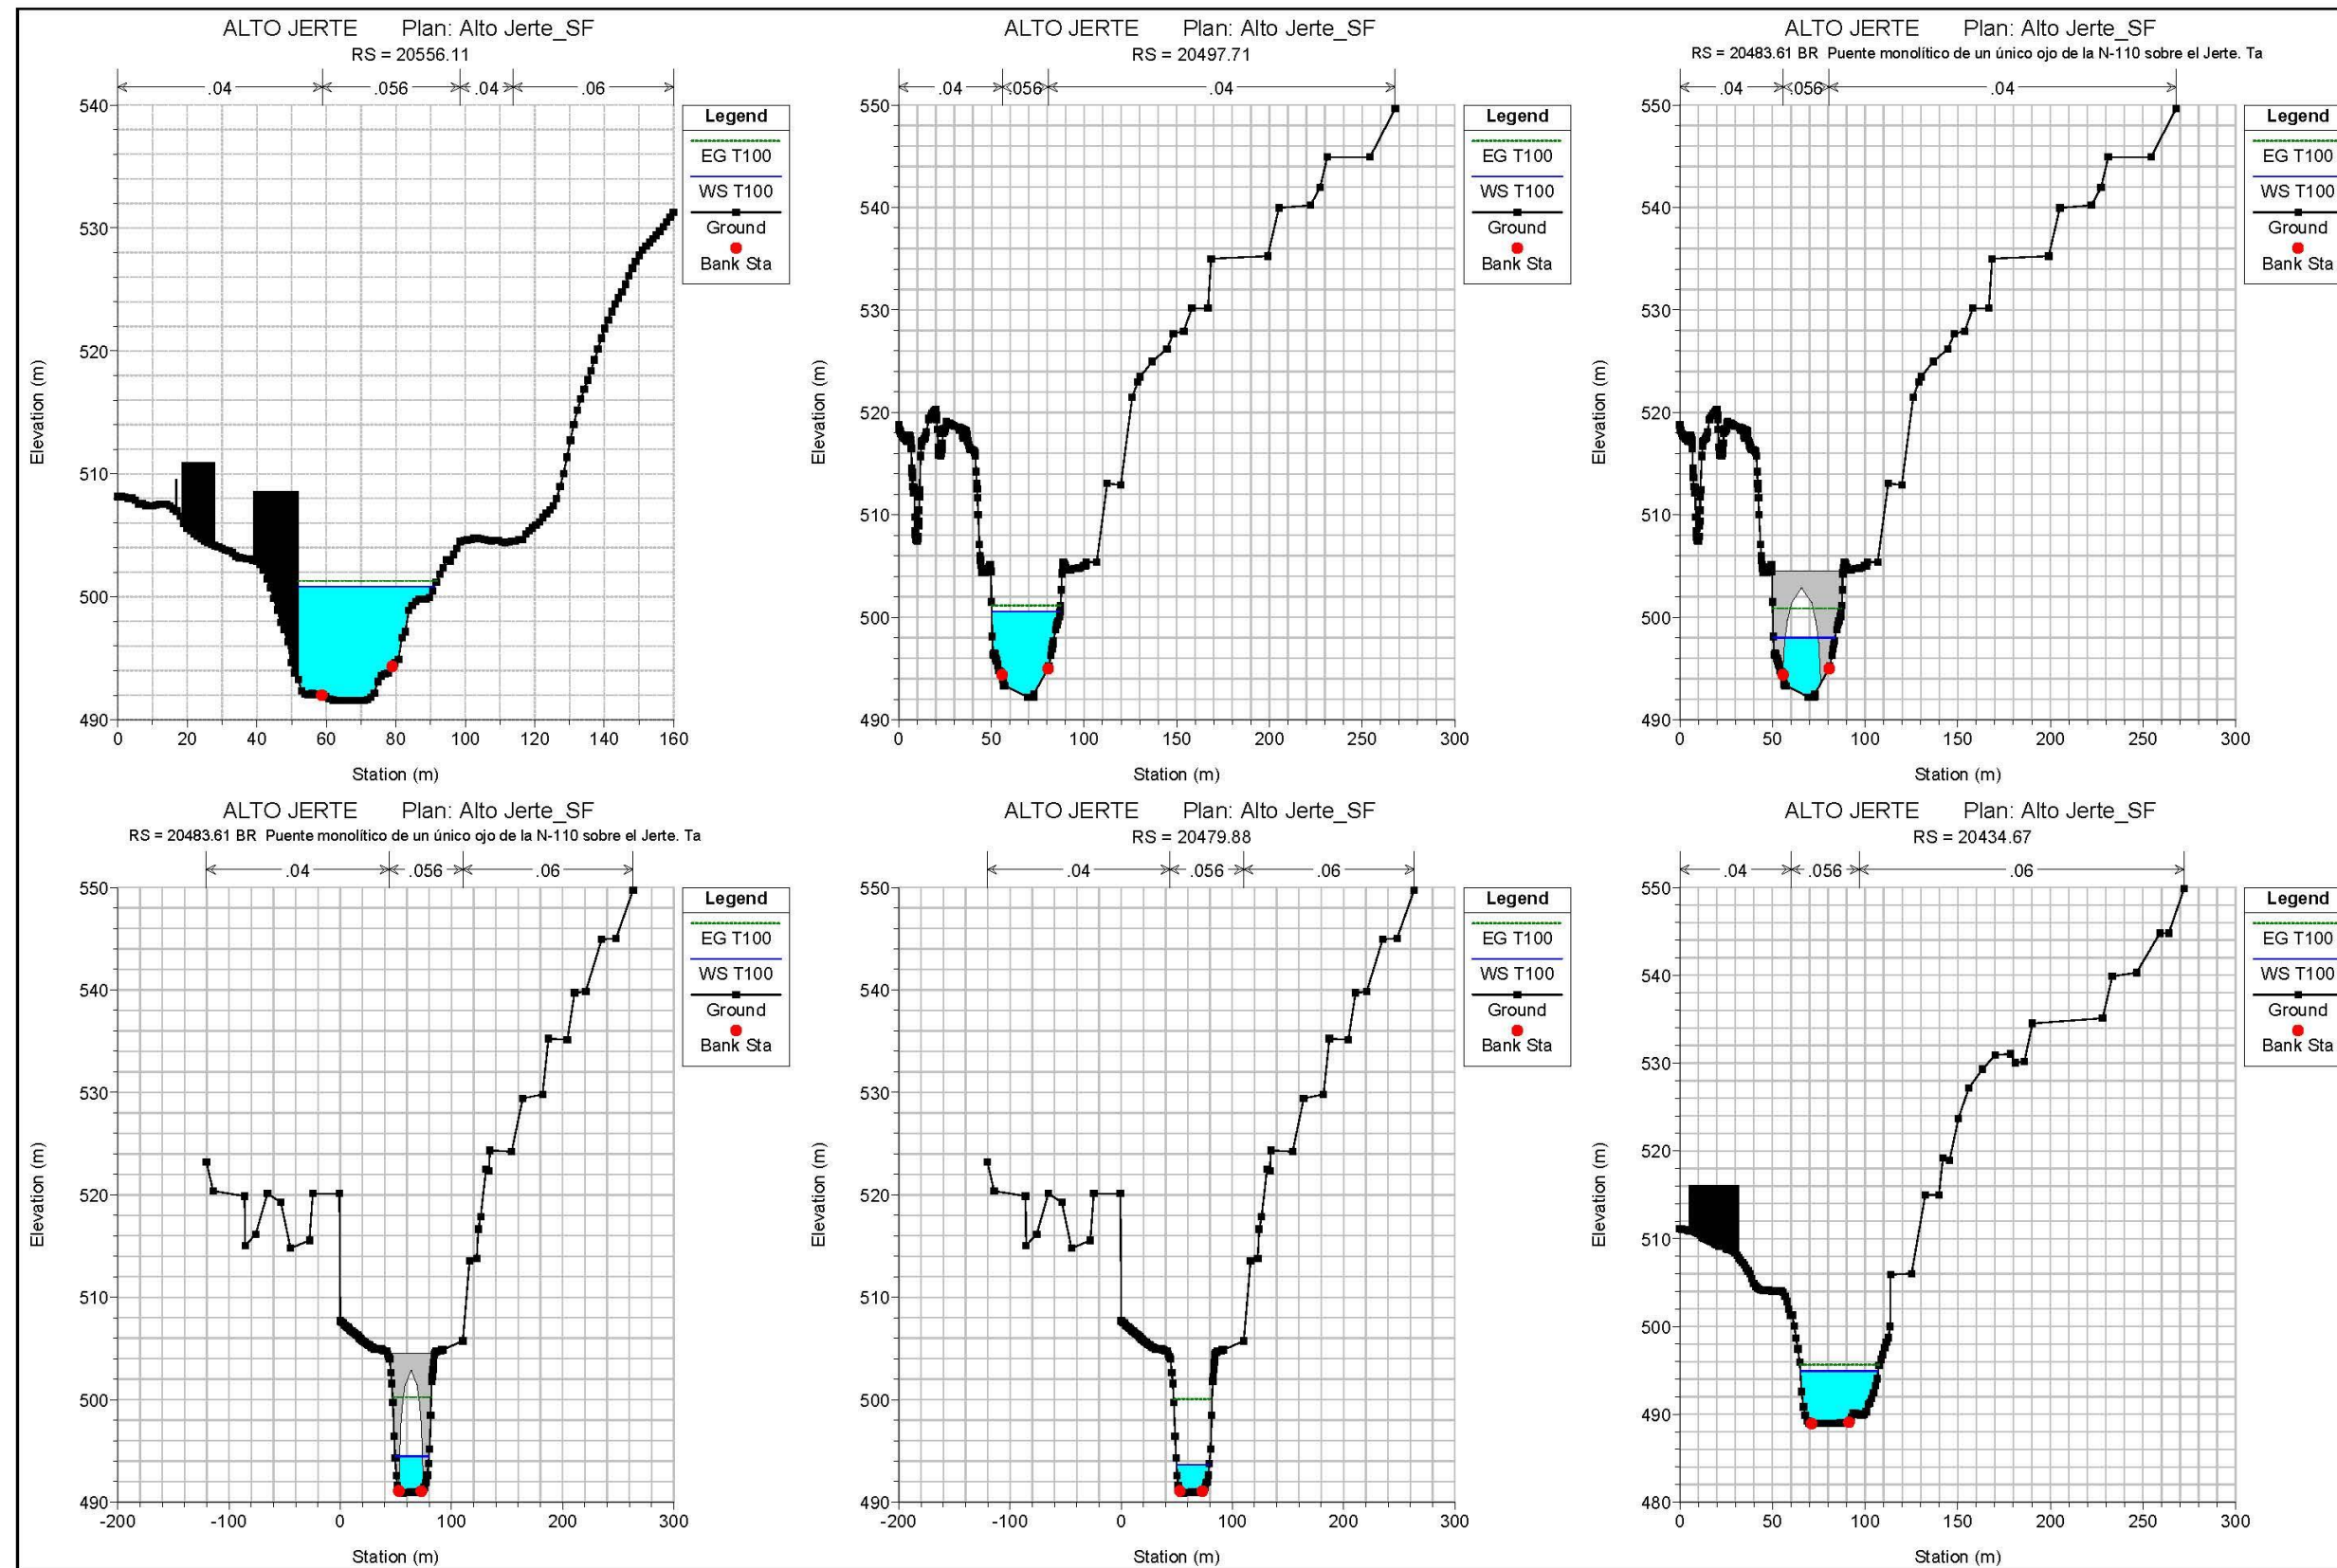 ALTO JERTE Plan: Alto Jerte_SF
RS = 20556.11
.04 .056 .04 .06
Elevation (m)
540
530
520
510
500
490
0 20 40 60 80 100 120 140 160
Station (m)
Legend
EG T100
WS T100
Ground
Bank Sta
ALTO JERTE Plan: Alto Jerte_SF
RS = 20497.71
.04 .056 .04
Elevation (m)
550
540
530
520
510
500
490
0 50 100 150 200 250 300
Station (m)
Legend
EG T100
WS T100
Ground
Bank Sta
ALTO JERTE Plan: Alto Jerte_SF
RS = 20483.61 BR Puente monolítico de un único ojo de la N-110 sobre el Jerte. Ta
.04 .056 .04
Elevation (m)
550
540
530
520
510
500
490
0 50 100 150 200 250 300
Station (m)
Legend
EG T100
WS T100
Ground
Bank Sta
ALTO JERTE Plan: Alto Jerte_SF
RS = 20483.61 BR Puente monolítico de un único ojo de la N-110 sobre el Jerte. Ta
.04 .056 .06
Elevation (m)
550
540
530
520
510
500
490
-200 -100 0 100 200 300
Station (m)
Legend
EG T100
WS T100
Ground
Bank Sta
ALTO JERTE Plan: Alto Jerte_SF
RS = 20479.88
.04 .056 .06
Elevation (m)
550
540
530
520
510
500
490
-200 -100 0 100 200 300
Station (m)
Legend
EG T100
WS T100
Ground
Bank Sta
ALTO JERTE Plan: Alto Jerte_SF
RS = 20434.67
.04 .056 .06
Elevation (m)
550
540
530
520
510
500
490
480
0 50 100 150 200 250 300
Station (m)
Legend
EG T100
WS T100
Ground
Bank Sta